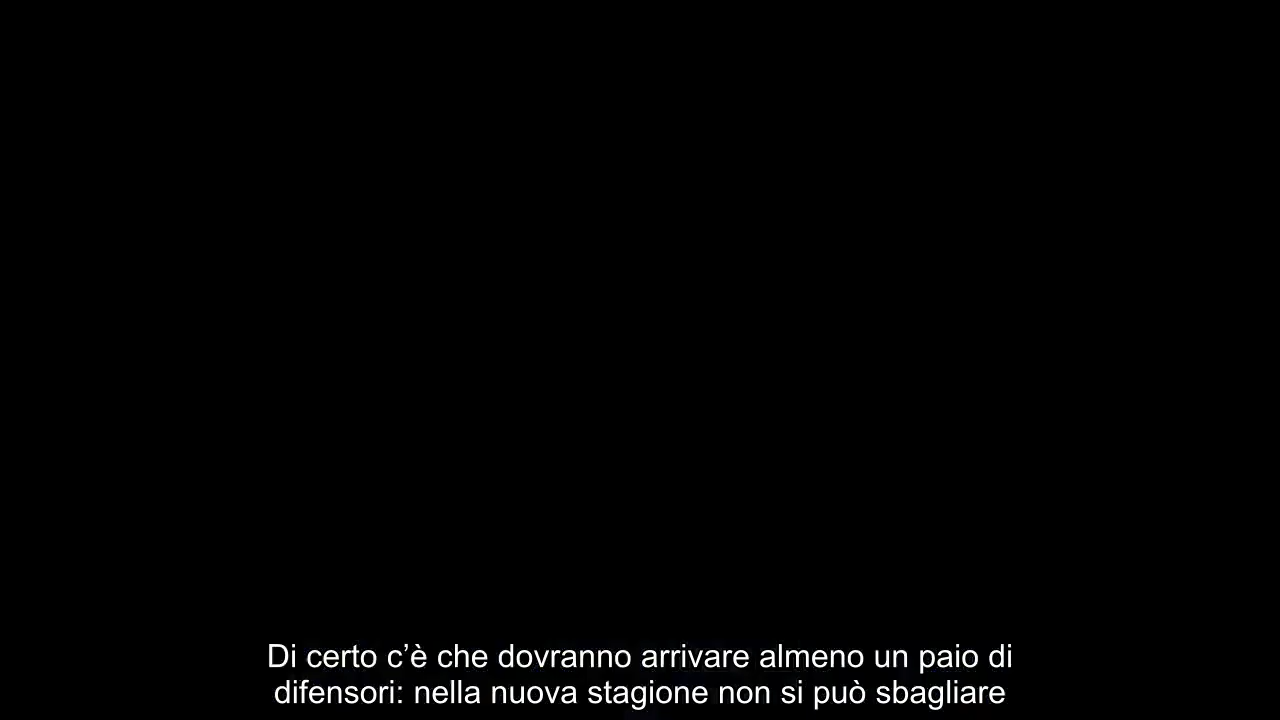 Di certo c’è che dovranno arrivare almeno un paio di
difensori: nella nuova stagione non si può sbagliare